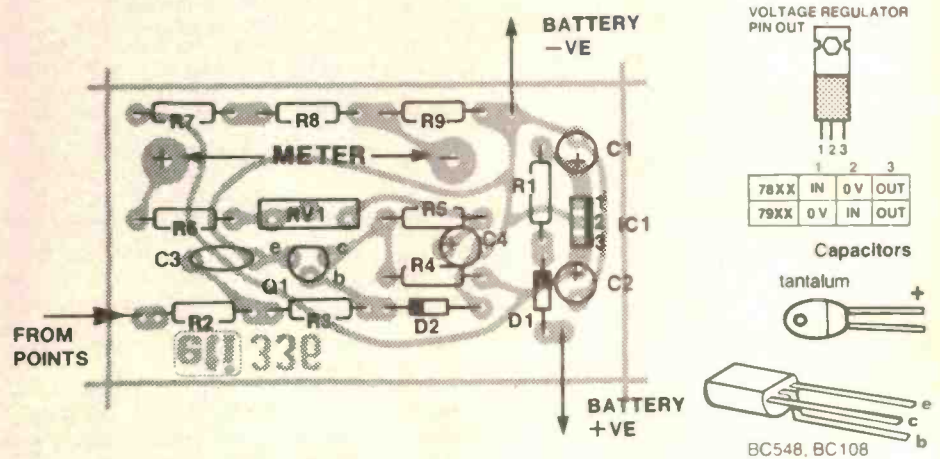 BATTERY
−VE
R7
R8
R9
+
METER
−
C1
R1
1
2
3
IC1
R6
RV1
R5
C4
C3
e
c
b
Q1
R4
C2
D1
FROM
POINTS
R2
R3
D2
BATTERY
+VE
VOLTAGE REGULATOR
PIN OUT
1 2 3
1 2 3
78XX IN 0 V OUT
79XX 0 V IN OUT
Capacitors
tantalum
+
e
c
b
BC548, BC108